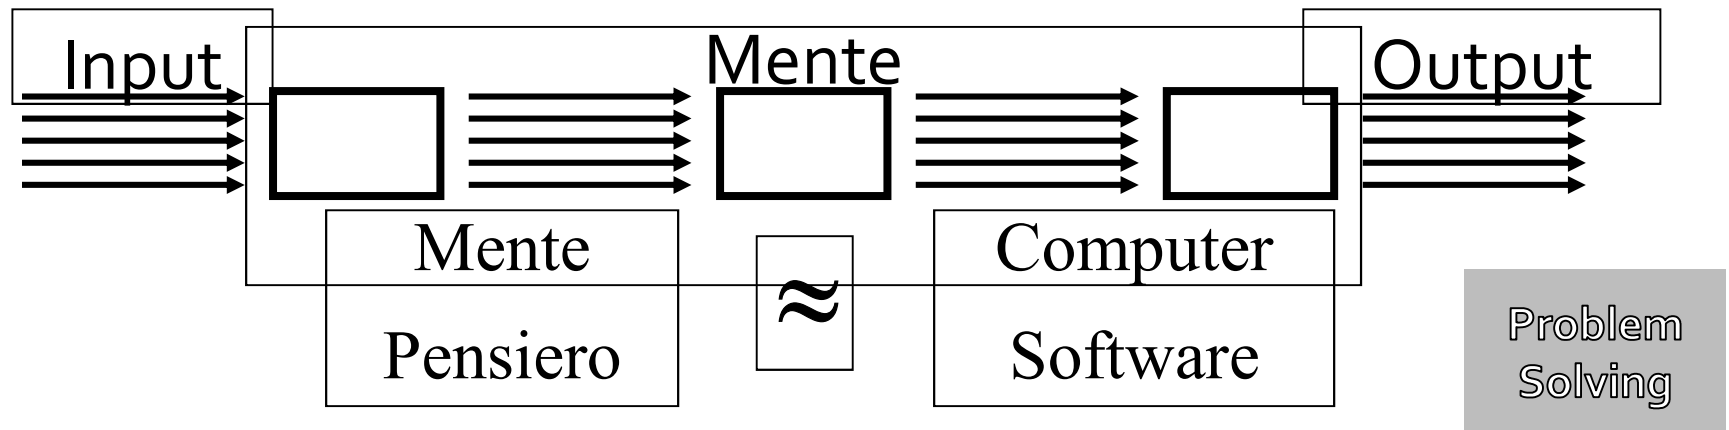 Input
Mente
Output
Mente
Pensiero
≈
Computer
Software
Problem
Solving